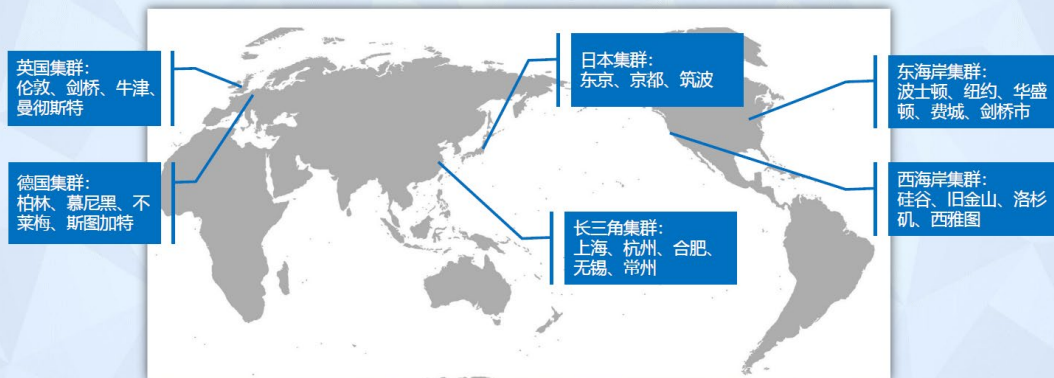 英国集群：
伦敦、剑桥、牛津、
曼彻斯特
德国集群：
柏林、慕尼黑、不
莱梅、斯图加特
日本集群：
东京、京都、筑波
长三角集群：
上海、杭州、合肥、
无锡、常州
东海岸集群：
波士顿、纽约、华盛
顿、费城、剑桥市
西海岸集群：
硅谷、旧金山、洛杉
矶、西雅图